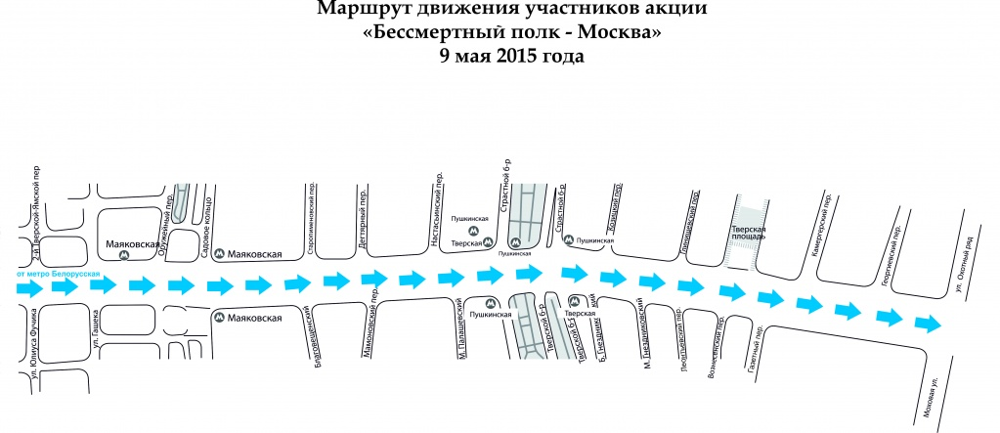 Маршрут движения участников акции
«Бессмертный полк - Москва»
9 мая 2015 года
2-й Тверской-Ямской пер
Маяковская
Оружейный пер.
Садовое кольцо
Маяковская
Старопименовский пер.
Дегтярный пер.
Настасьинский пер.
Пушкинская
Тверская
Страстной б-р
Пушкинская
Страстной б-р
Пушкинская
Козицкий пер.
Глинищевский пер.
Тверская
площадь
Камергерский пер.
Георгиевский пер.
ул. Охотный ряд
от метро Белорусская
ул. Юлиуса Фучика
ул. Гашека
Маяковская
Благовещенский
Мамоновский пер.
М. Палашевский
Пушкинская
Тверской б-р
Тверская
Тверской б-р
Б. Гнездниковский
М. Гнездниковский
Леонтьевский пер.
Вознесенский пер.
Газетный пер.
Моховая ул.